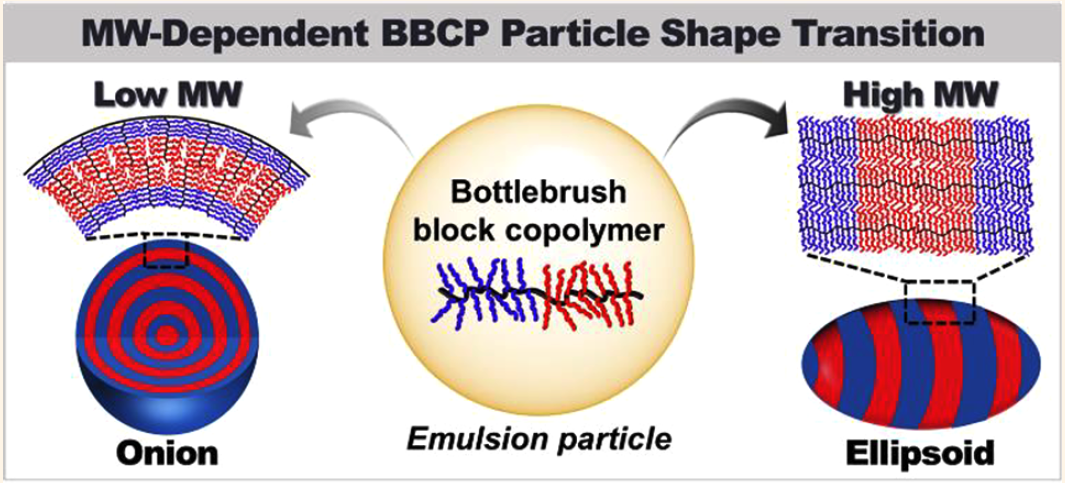 MW-Dependent BBCP Particle Shape Transition
Low MW
High MW
Bottlebrush
block copolymer
Emulsion particle
Onion
Ellipsoid